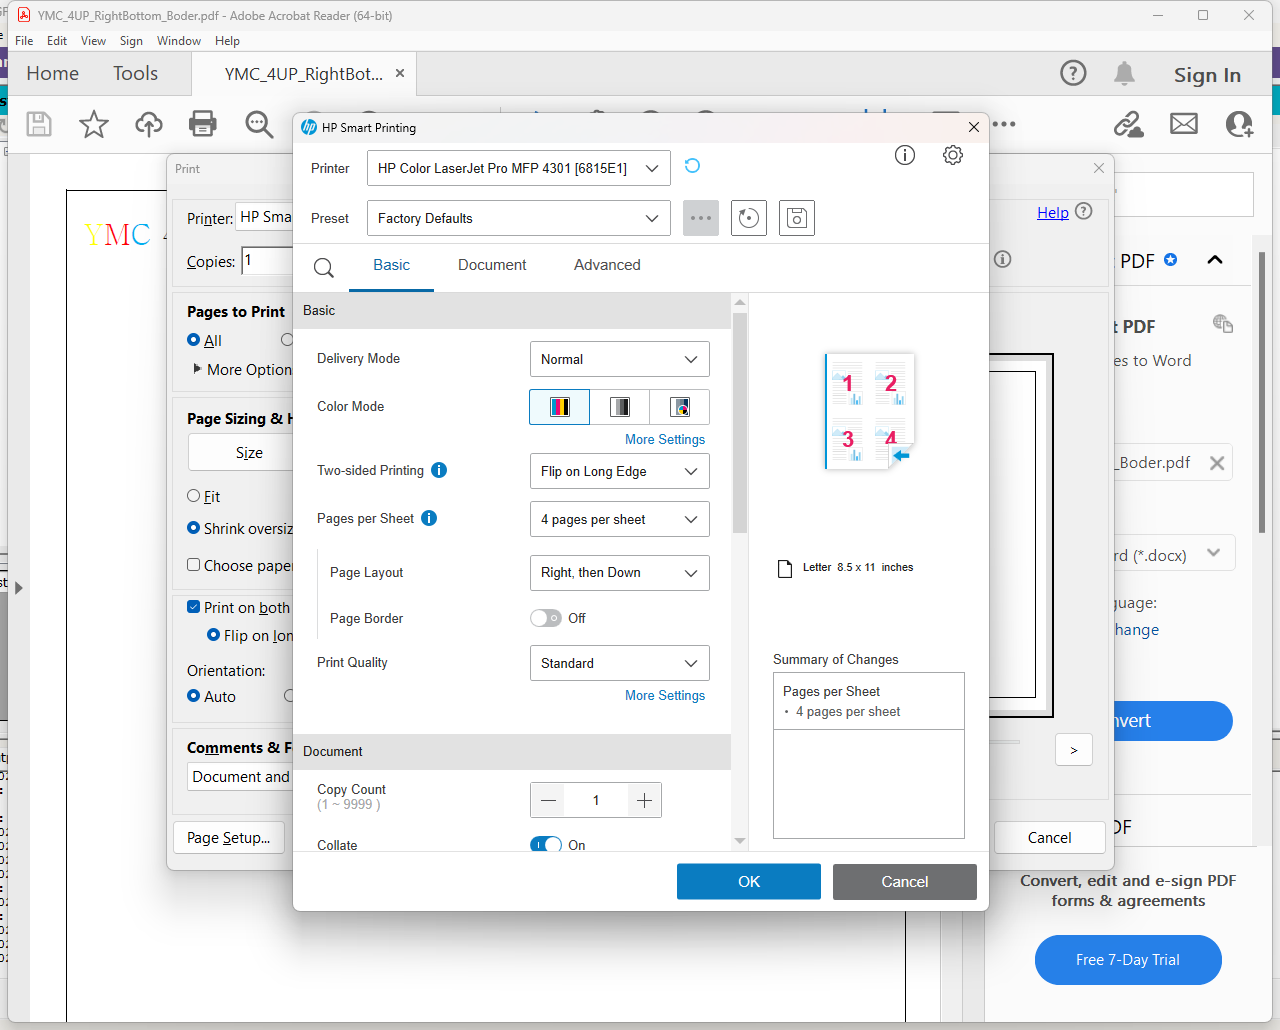 YMC_4UP_RightBottom_Boder.pdf - Adobe Acrobat Reader (64-bit)
File Edit View Sign Window Help
Home Tools YMC_4UP_RightBot... × Sign In
HP Smart Printing
Printer HP Color LaserJet Pro MFP 4301 [6815E1]
Preset Factory Defaults
Basic Document Advanced
Basic
Delivery Mode Normal
Color Mode
More Settings
Two-sided Printing Flip on Long Edge
Pages per Sheet 4 pages per sheet
Page Layout Right, then Down
Page Border Off
Print Quality Standard
More Settings
Document
Copy Count 1
(1 ~ 9999 )
Collate On
1 2
3 4
Letter 8.5 x 11 inches
Summary of Changes
Pages per Sheet
• 4 pages per sheet
OK Cancel
Print
Printer: HP Sma
Copies: 1
Help
Pages to Print
All
More Option
Page Sizing & H
Size
Fit
Shrink oversiz
Choose pape
Print on both
Flip on lon
Orientation:
Auto
Comments & F
Document and
Page Setup...
>
Cancel
YMC 4
PDF
t PDF
es to Word
_Boder.pdf
rd (*.docx)
guage:
hange
nvert
DF
Convert, edit and e-sign PDF
forms & agreements
Free 7-Day Trial